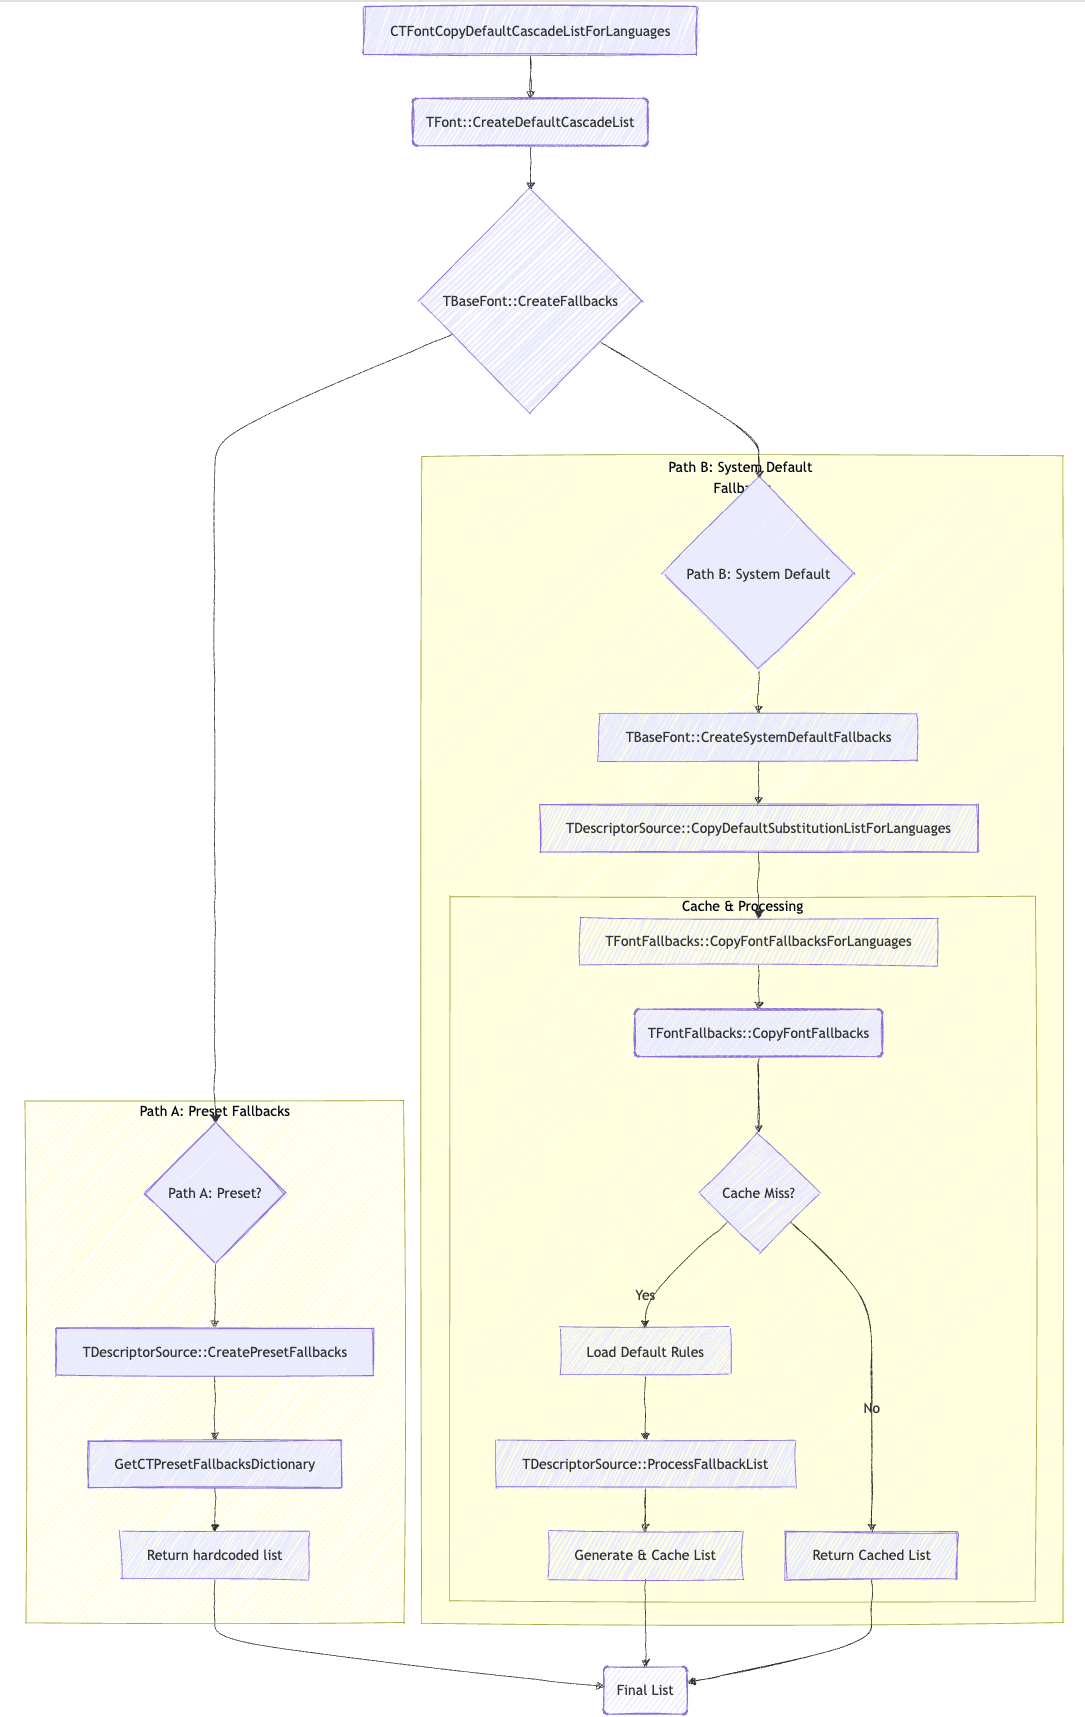 CTFontCopyDefaultCascadeListForLanguages
TFont::CreateDefaultCascadeList
TBaseFont::CreateFallbacks
Path B: System Default
Path B: System Default
TBaseFont::CreateSystemDefaultFallbacks
TDescriptorSource::CopyDefaultSubstitutionListForLanguages
Cache & Processing
TFontFallbacks::CopyFontFallbacksForLanguages
TFontFallbacks::CopyFontFallbacks
Path A: Preset Fallbacks
Path A: Preset?
Cache Miss?
Yes
TDescriptorSource::CreatePresetFallbacks
Load Default Rules
No
GetCTPresetFallbacksDictionary
TDescriptorSource::ProcessFallbackList
Return hardcoded list
Generate & Cache List
Return Cached List
Final List